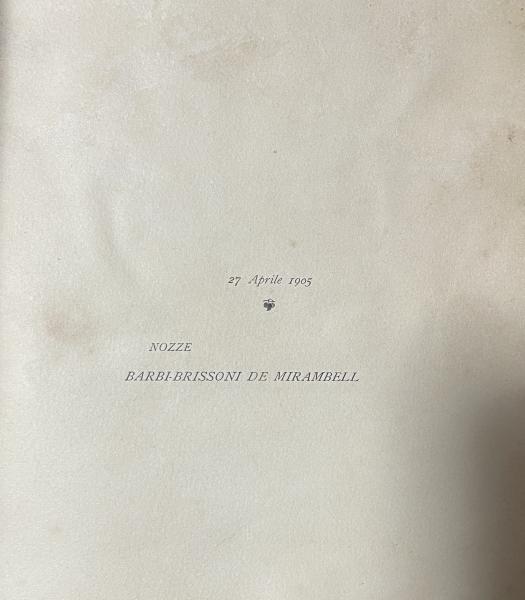 27 Aprile 1905
NOZZE
BARBI-BRISSONI DE MIRAMBELL